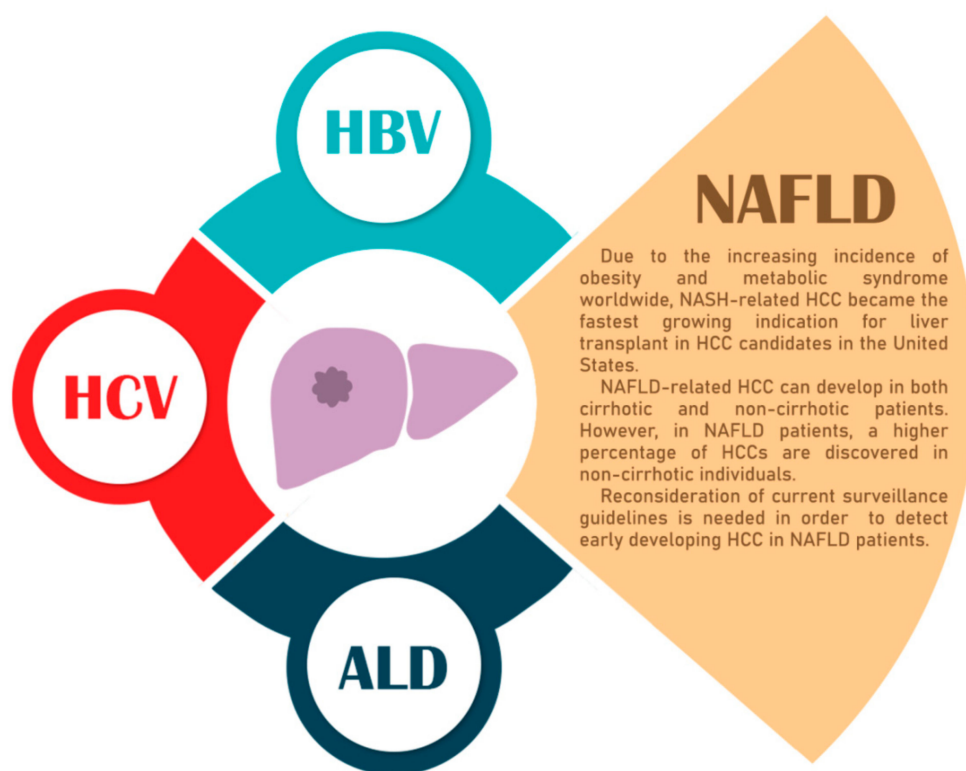 HBV
HCV
ALD
NAFLD
Due to the increasing incidence of
obesity and metabolic syndrome
worldwide, NASH-related HCC became the
fastest growing indication for liver
transplant in HCC candidates in the United
States.
NAFLD-related HCC can develop in both
cirrhotic and non-cirrhotic patients.
However, in NAFLD patients, a higher
percentage of HCCs are discovered in
non-cirrhotic individuals.
Reconsideration of current surveillance
guidelines is needed in order to detect
early developing HCC in NAFLD patients.